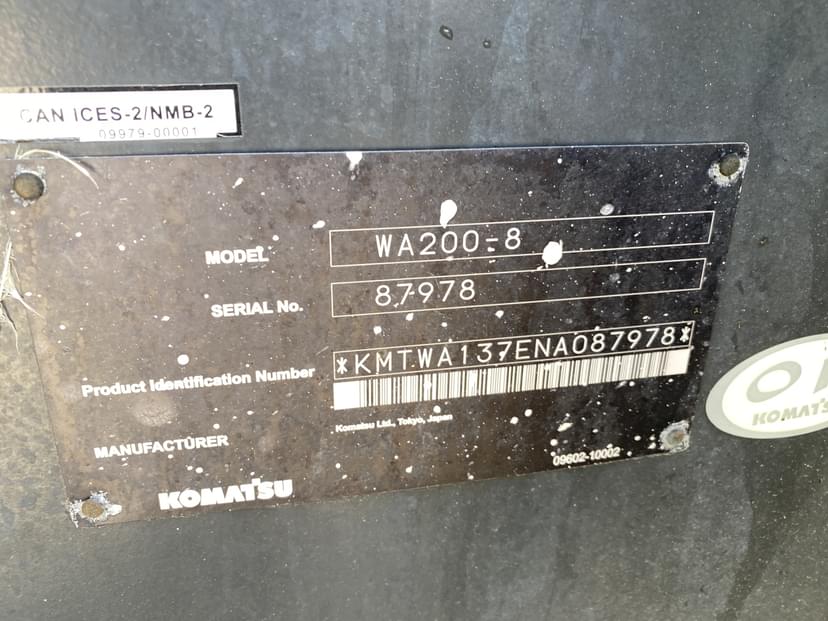 CAN ICES-2/NMB-2
09979-00001
MODEL WA200-8
SERIAL No. 87978
Product Identification Number *KMTWA137ENA087978*
Komatsu Ltd., Tokyo, Japan
MANUFACTURER
09602-10002
KOMATSU